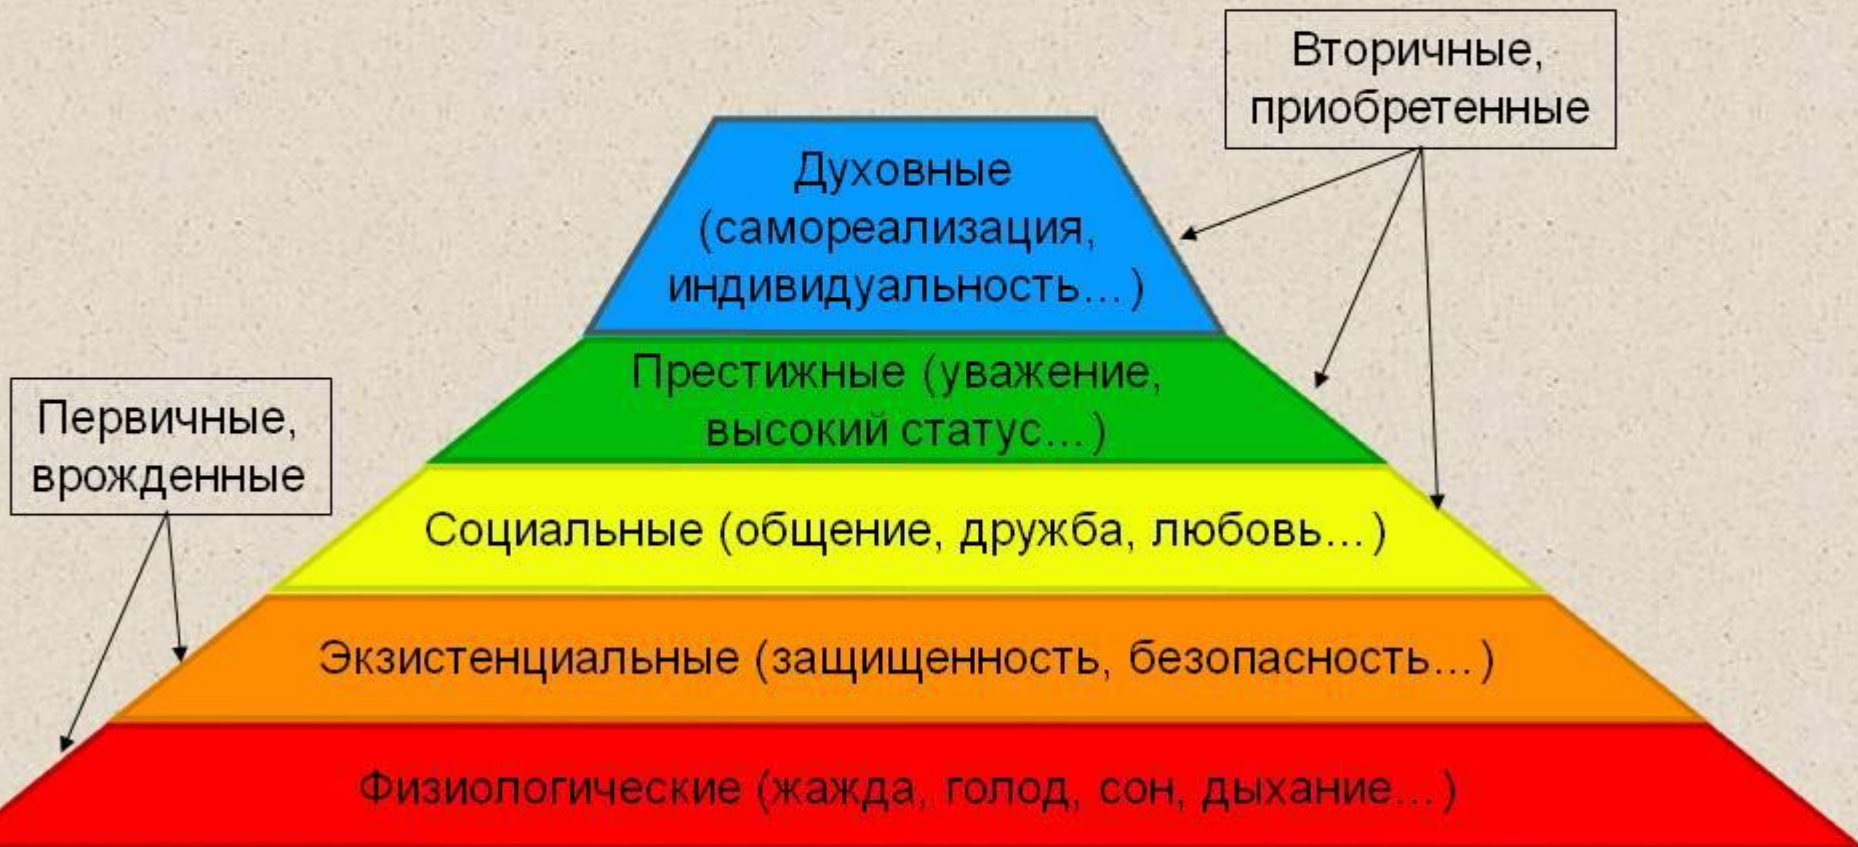 Вторичные,
приобретенные
Духовные
(самореализация,
индивидуальность...)
Престижные (уважение,
высокий статус...)
Первичные,
врожденные
Социальные (общение, дружба, любовь...)
Экзистенциальные (защищенность, безопасность...)
Физиологические (жажда, голод, сон, дыхание...)